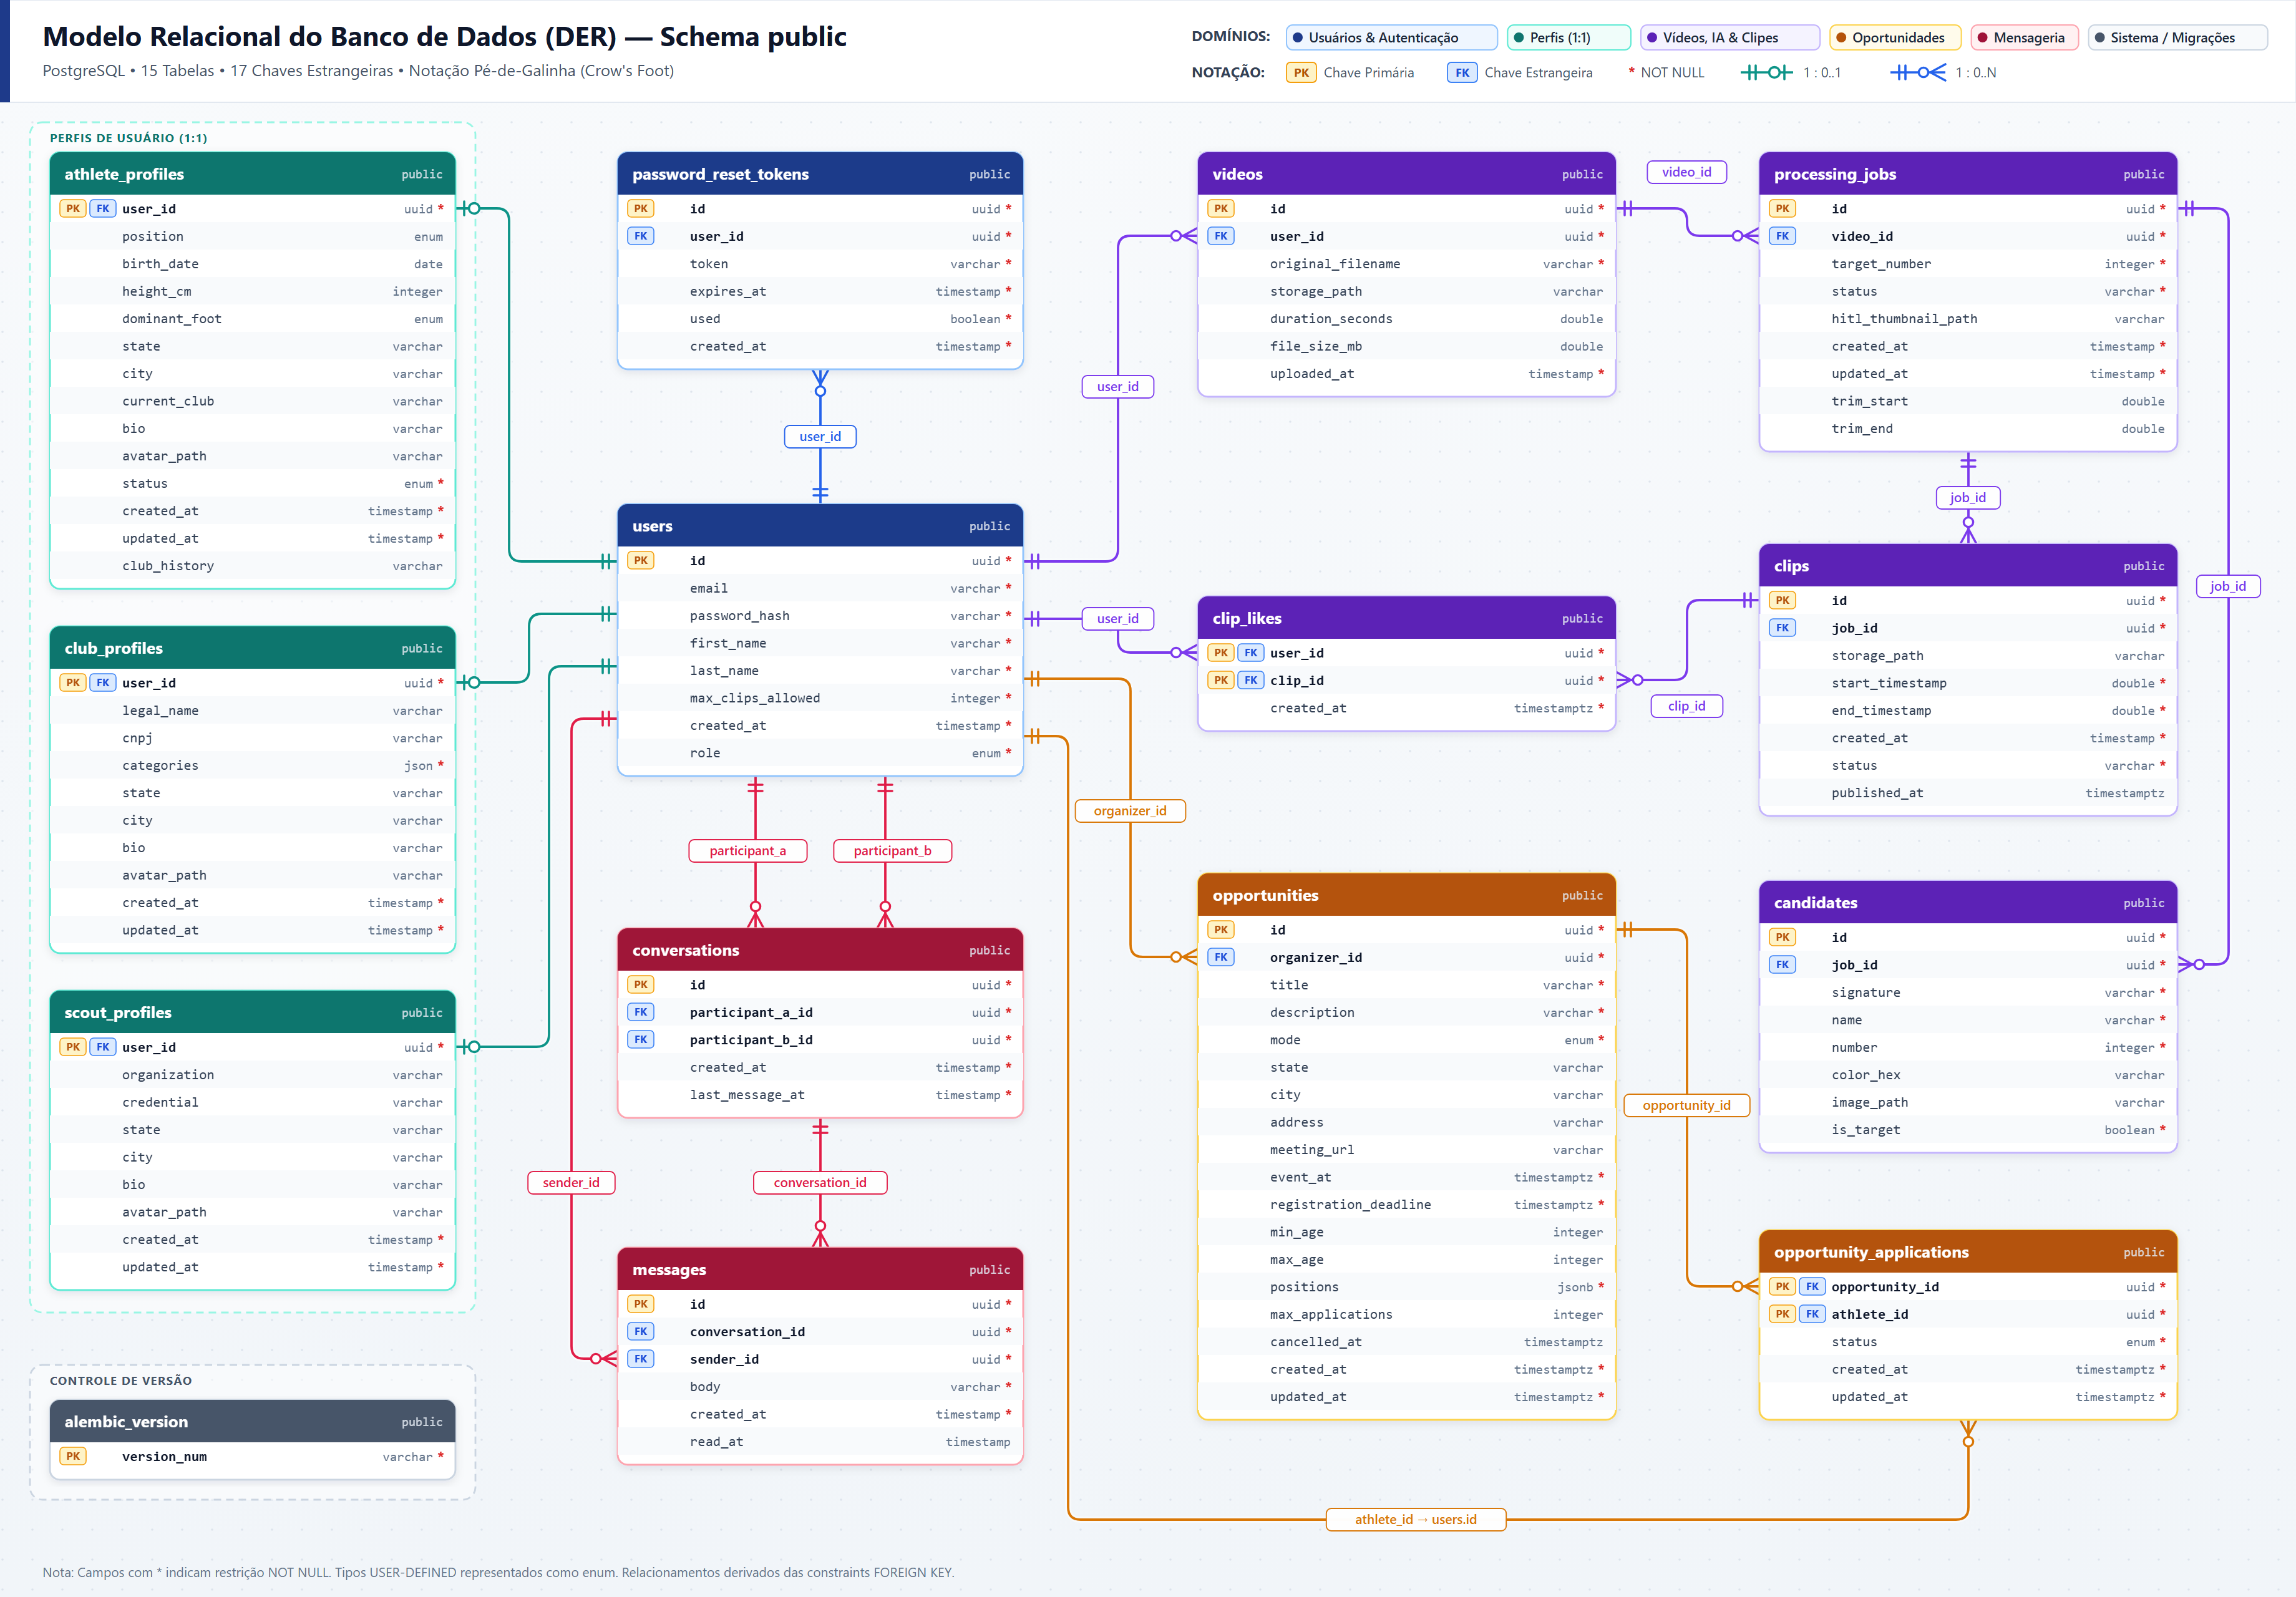 Modelo Relacional do Banco de Dados (DER) — Schema public
PostgreSQL • 15 Tabelas • 17 Chaves Estrangeiras • Notação Pé-de-Galinha (Crow's Foot)
DOMÍNIOS: Usuários & Autenticação Perfis (1:1) Vídeos, IA & Clipes Oportunidades Mensageria Sistema / Migrações
NOTAÇÃO: PK Chave Primária FK Chave Estrangeira * NOT NULL 1 : 0..1 1 : 0..N
PERFIS DE USUÁRIO (1:1)
athlete_profiles public
PK FK user_id uuid *
position enum
birth_date date
height_cm integer
dominant_foot enum
state varchar
city varchar
current_club varchar
bio varchar
avatar_path varchar
status enum *
created_at timestamp *
updated_at timestamp *
club_history varchar
club_profiles public
PK FK user_id uuid *
legal_name varchar
cnpj varchar
categories json *
state varchar
city varchar
bio varchar
avatar_path varchar
created_at timestamp *
updated_at timestamp *
scout_profiles public
PK FK user_id uuid *
organization varchar
credential varchar
state varchar
city varchar
bio varchar
avatar_path varchar
created_at timestamp *
updated_at timestamp *
CONTROLE DE VERSÃO
alembic_version public
PK version_num varchar *
password_reset_tokens public
PK id uuid *
FK user_id uuid *
token varchar *
expires_at timestamp *
used boolean *
created_at timestamp *
user_id
users public
PK id uuid *
email varchar *
password_hash varchar *
first_name varchar *
last_name varchar *
max_clips_allowed integer *
created_at timestamp *
role enum *
participant_a
participant_b
conversations public
PK id uuid *
FK participant_a_id uuid *
FK participant_b_id uuid *
created_at timestamp *
last_message_at timestamp *
sender_id
conversation_id
messages public
PK id uuid *
FK conversation_id uuid *
FK sender_id uuid *
body varchar *
created_at timestamp *
read_at timestamp
user_id
user_id
organizer_id
videos public
PK id uuid *
FK user_id uuid *
original_filename varchar *
storage_path varchar
duration_seconds double
file_size_mb double
uploaded_at timestamp *
clip_likes public
PK FK user_id uuid *
PK FK clip_id uuid *
created_at timestamptz *
opportunities public
PK id uuid *
FK organizer_id uuid *
title varchar *
description varchar *
mode enum *
state varchar
city varchar
address varchar
meeting_url varchar
event_at timestamptz *
registration_deadline timestamptz *
min_age integer
max_age integer
positions jsonb *
max_applications integer
cancelled_at timestamptz
created_at timestamptz *
updated_at timestamptz *
video_id
clip_id
opportunity_id
processing_jobs public
PK id uuid *
FK video_id uuid *
target_number integer *
status varchar *
hitl_thumbnail_path varchar
created_at timestamp *
updated_at timestamp *
trim_start double
trim_end double
job_id
job_id
clips public
PK id uuid *
FK job_id uuid *
storage_path varchar
start_timestamp double *
end_timestamp double *
created_at timestamp *
status varchar *
published_at timestamptz
candidates public
PK id uuid *
FK job_id uuid *
signature varchar *
name varchar *
number integer *
color_hex varchar
image_path varchar
is_target boolean *
opportunity_applications public
PK FK opportunity_id uuid *
PK FK athlete_id uuid *
status enum *
created_at timestamptz *
updated_at timestamptz *
athlete_id → users.id
Nota: Campos com * indicam restrição NOT NULL. Tipos USER-DEFINED representados como enum. Relacionamentos derivados das constraints FOREIGN KEY.